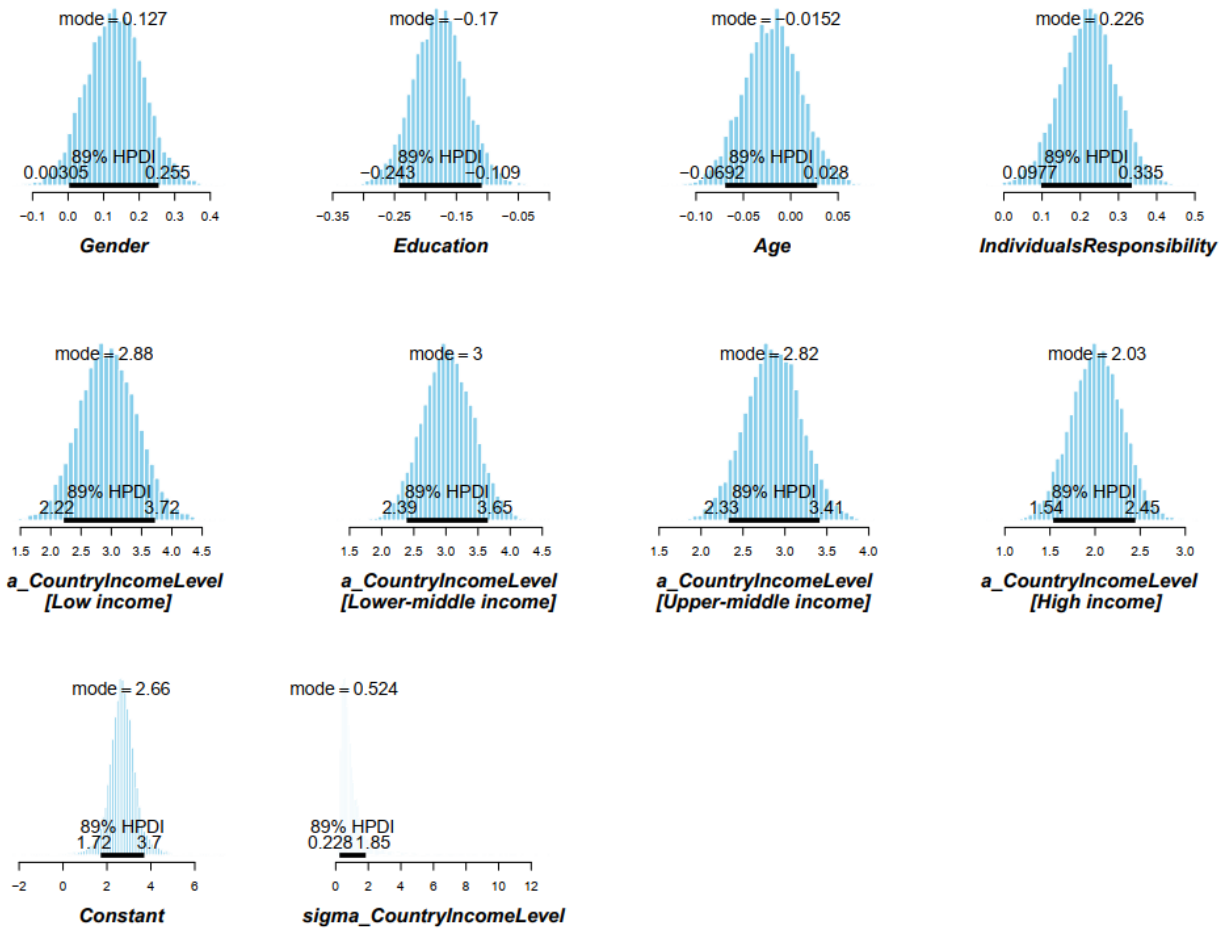 mode = 0.127
89% HPDI
0.00305 0.255
−0.1 0.0 0.1 0.2 0.3 0.4
Gender
mode = −0.17
89% HPDI
−0.243 −0.109
−0.35 −0.25 −0.15 −0.05
Education
mode = −0.0152
89% HPDI
−0.0692 0.028
−0.10 −0.05 0.00 0.05
Age
mode = 0.226
89% HPDI
0.0977 0.335
0.0 0.1 0.2 0.3 0.4 0.5
IndividualsResponsibility
mode = 2.88
89% HPDI
2.22 3.72
1.5 2.0 2.5 3.0 3.5 4.0 4.5
a_CountryIncomeLevel
[Low income]
mode = 3
89% HPDI
2.39 3.65
1.5 2.0 2.5 3.0 3.5 4.0 4.5
a_CountryIncomeLevel
[Lower-middle income]
mode = 2.82
89% HPDI
2.33 3.41
1.5 2.0 2.5 3.0 3.5 4.0
a_CountryIncomeLevel
[Upper-middle income]
mode = 2.03
89% HPDI
1.54 2.45
1.0 1.5 2.0 2.5 3.0
a_CountryIncomeLevel
[High income]
mode = 2.66
89% HPDI
1.72 3.7
−2 0 2 4 6
Constant
mode = 0.524
89% HPDI
0.228 1.85
0 2 4 6 8 10 12
sigma_CountryIncomeLevel